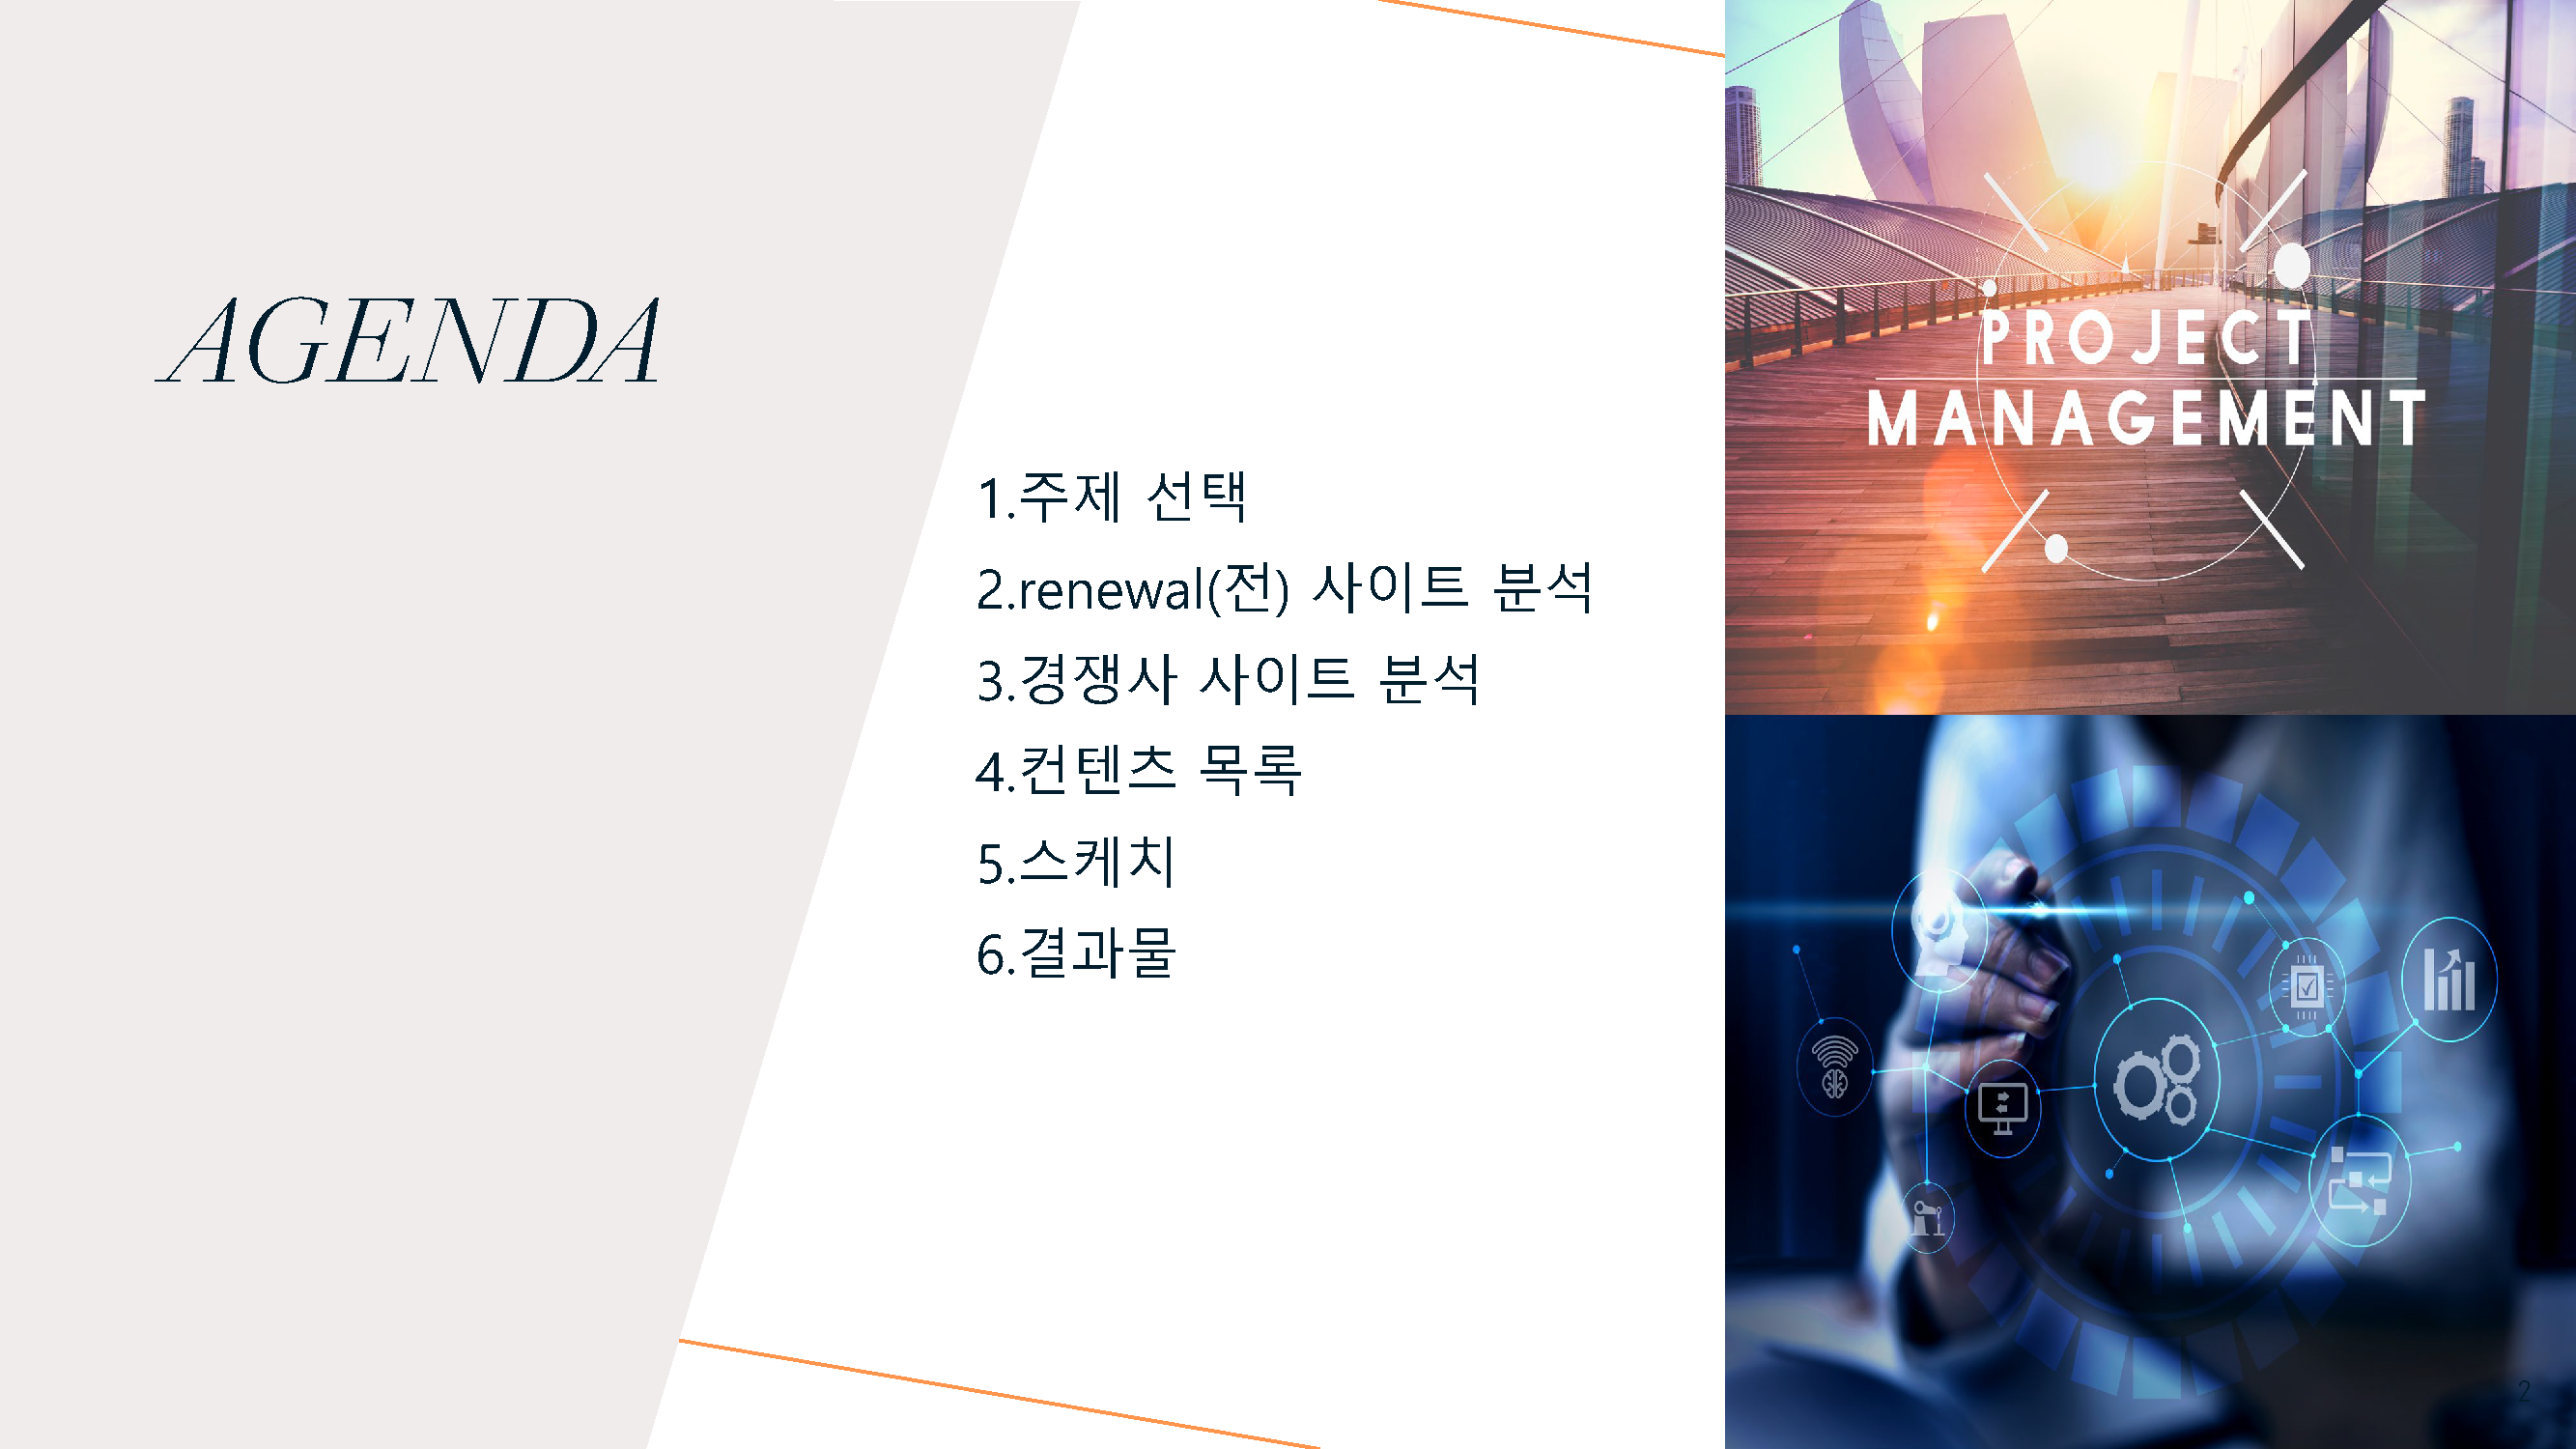 AGENDA
1.주제 선택
2.renewal(전) 사이트 분석
3.경쟁사 사이트 분석
4.컨텐츠 목록
5.스케치
6.결과물
PROJECT
MANAGEMENT
2